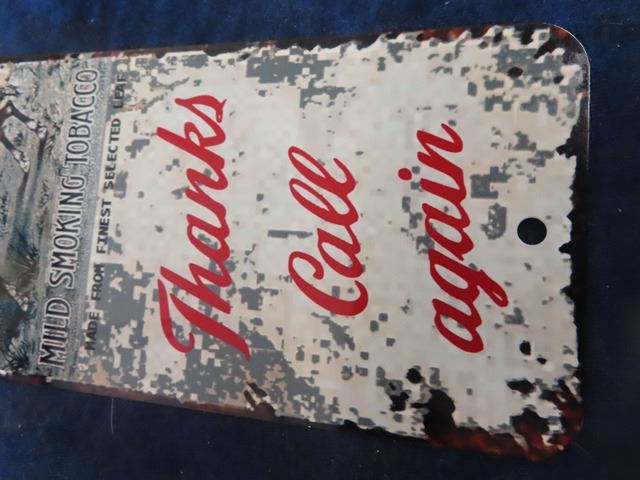 MILD SMOKING TOBACCO
MADE FROM FINEST SELECTED LEAF
Thanks
Call
again